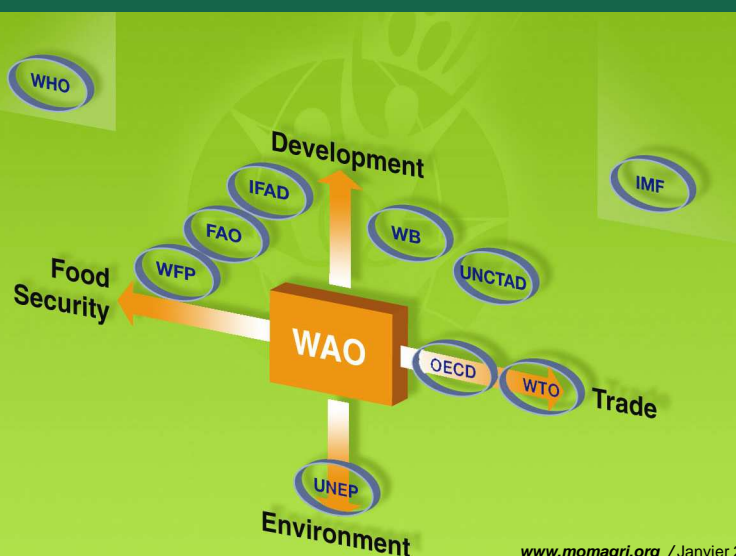 WHO
Development
IFAD
IMF
FAO
WB
WFP
UNCTAD
Food
Security
WAO
OECD
WTO
Trade
UNEP
Environment
www.momagri.org / Janvier